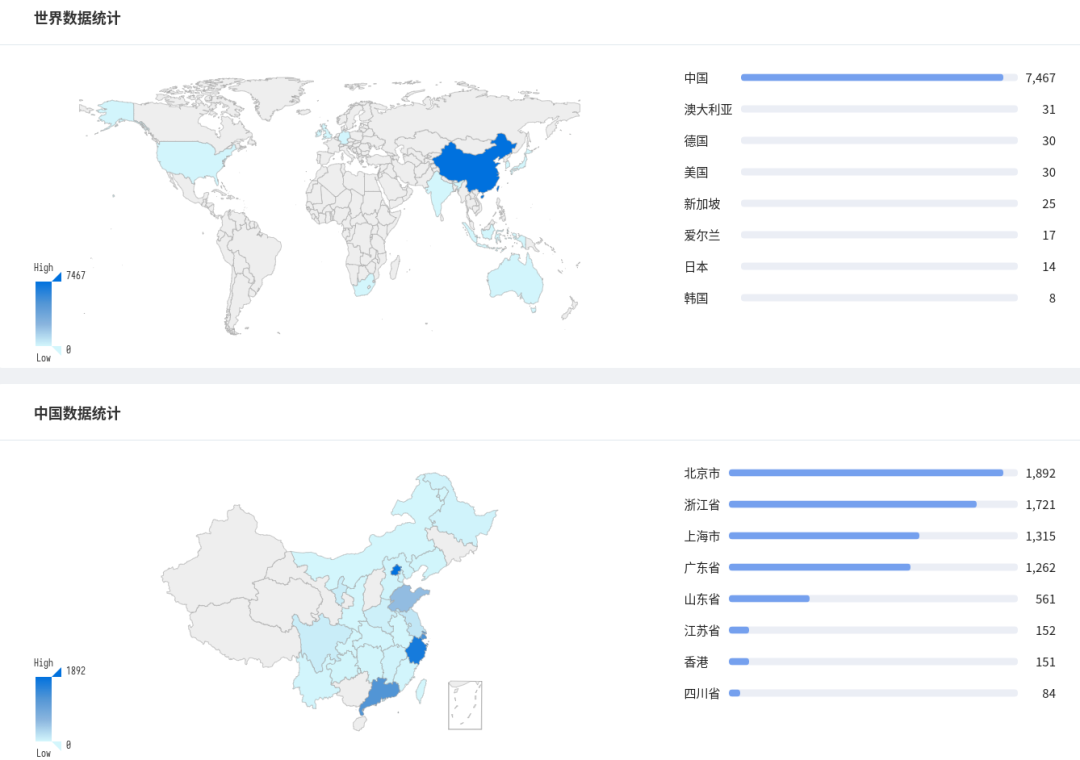 世界数据统计
中国 7,467
澳大利亚 31
德国 30
美国 30
新加坡 25
爱尔兰 17
日本 14
韩国 8
High
7467
0
Low
中国数据统计
北京市 1,892
浙江省 1,721
上海市 1,315
广东省 1,262
山东省 561
江苏省 152
香港 151
四川省 84
High
1892
0
Low